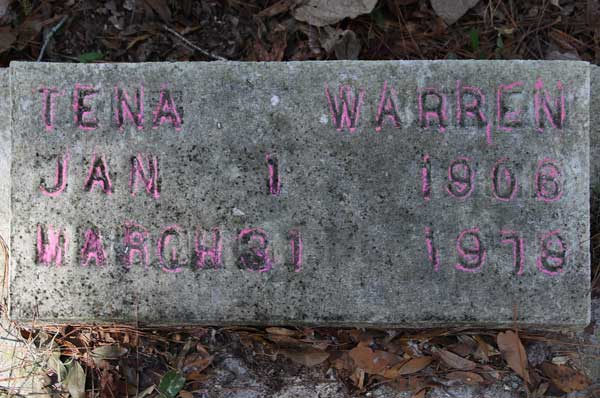 TENA WARREN
JAN 1 1906
MARCH 31 1978